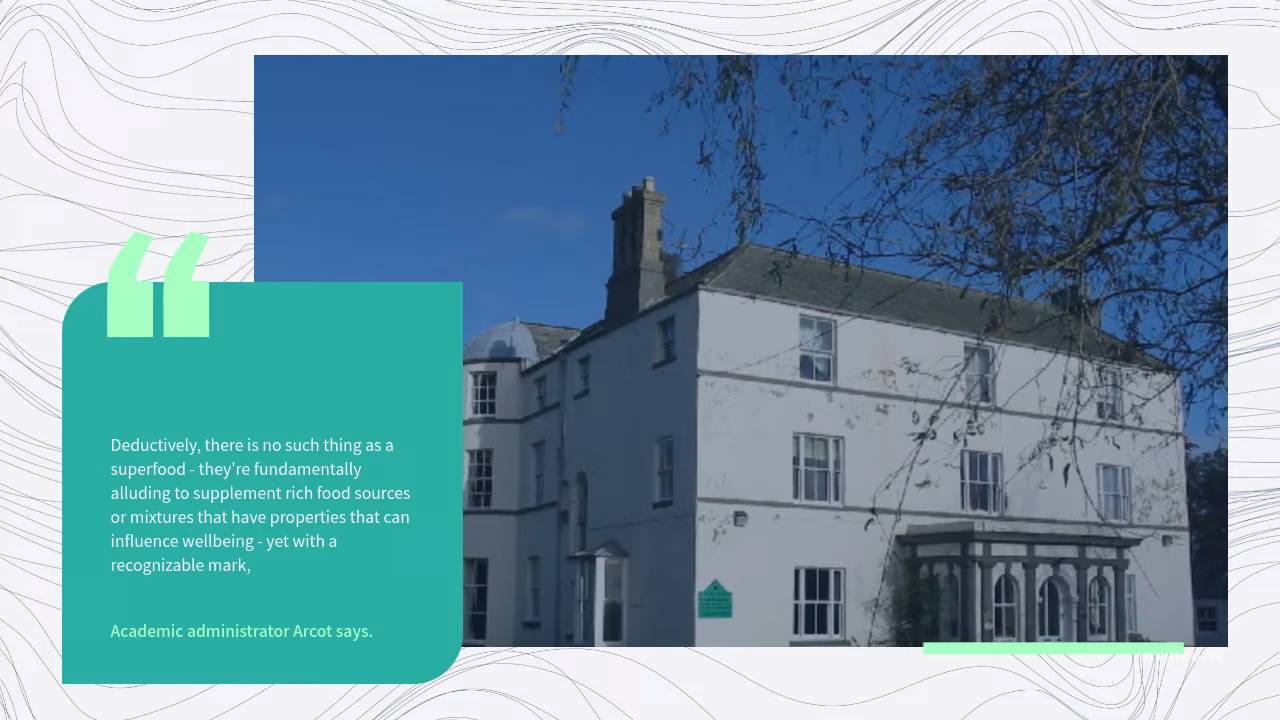 Deductively, there is no such thing as a
superfood - they're fundamentally
alluding to supplement rich food sources
or mixtures that have properties that can
influence wellbeing - yet with a
recognizable mark,
Academic administrator Arcot says.